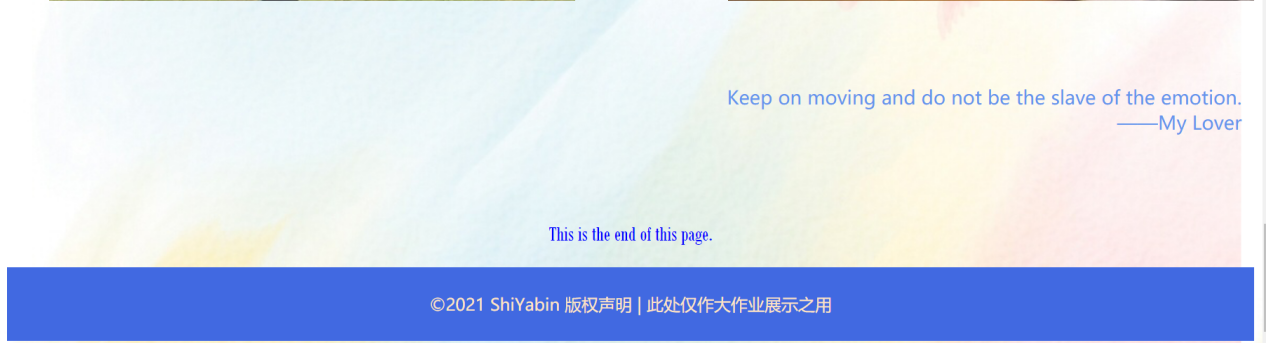 Keep on moving and do not be the slave of the emotion.
——My Lover
This is the end of this page.
©2021 ShiYabin 版权声明 | 此处仅作大作业展示之用